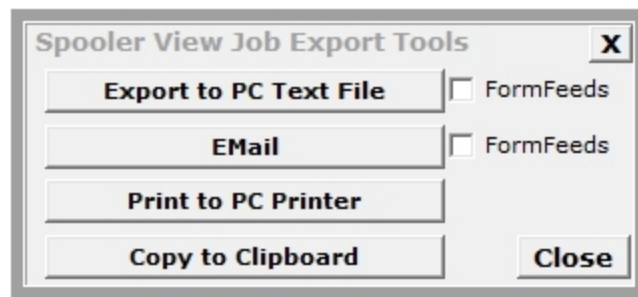 Spooler View Job Export Tools X
Export to PC Text File FormFeeds
EMail FormFeeds
Print to PC Printer
Copy to Clipboard Close